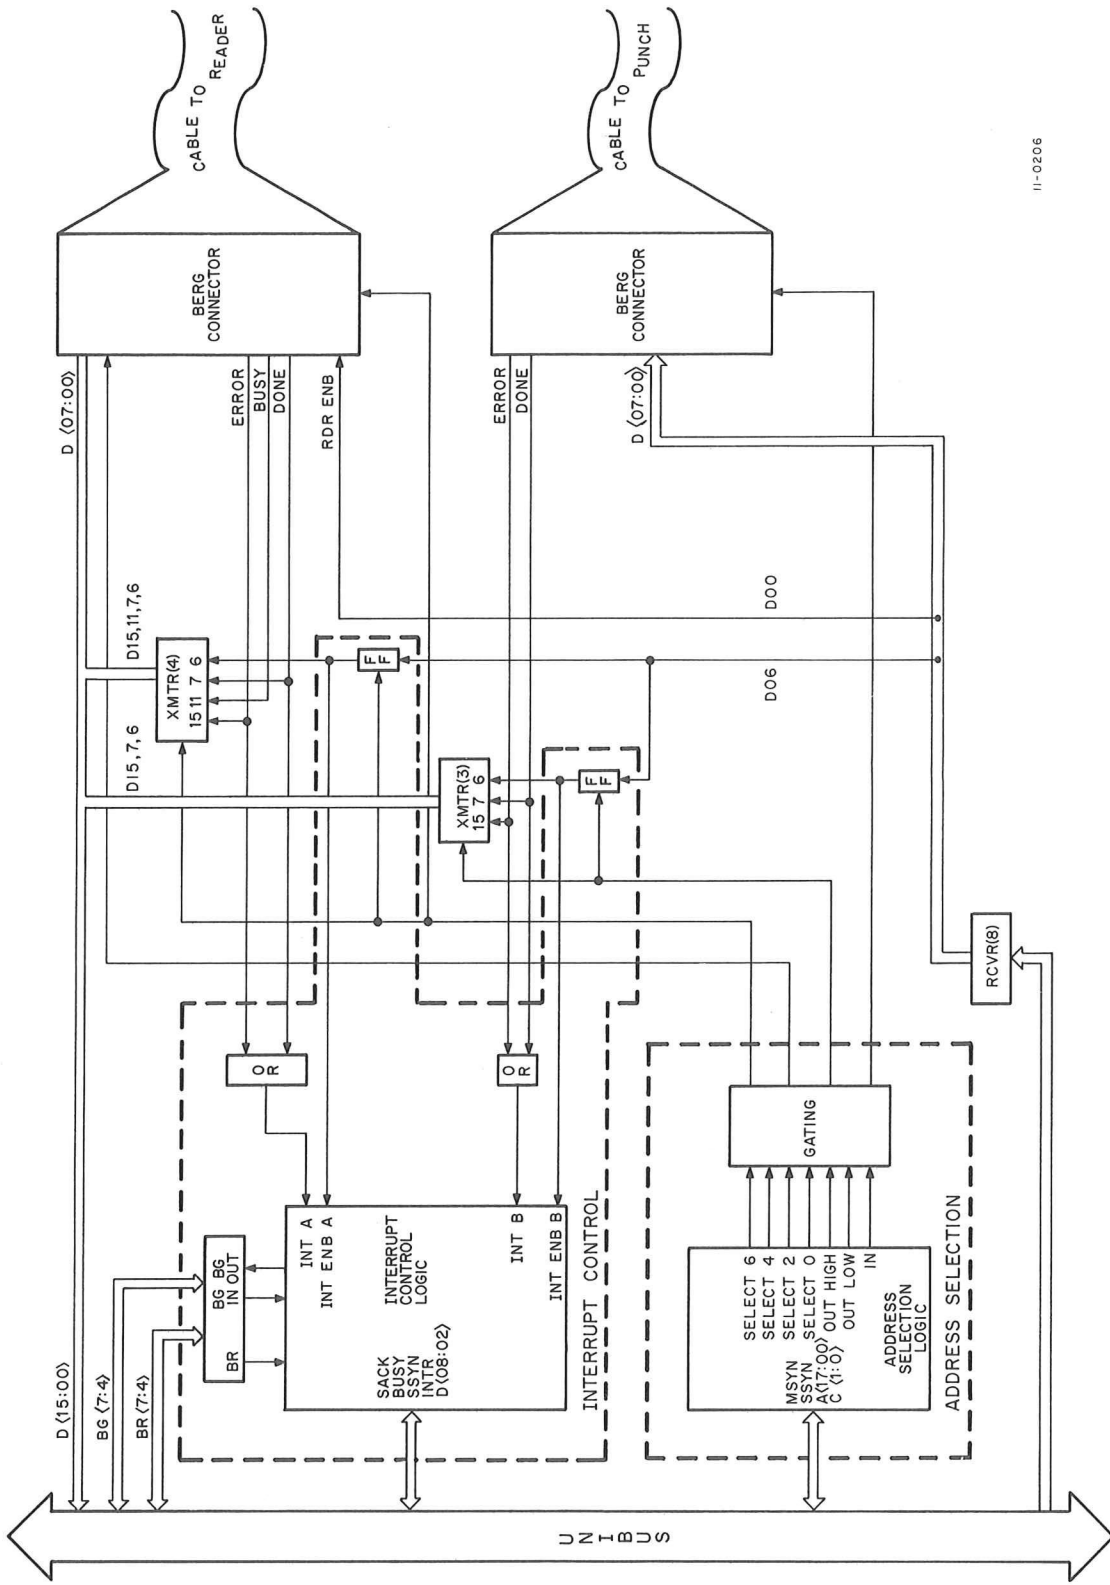 UNIBUS
D⟨15:00⟩
BG⟨7:4⟩
BR⟨7:4⟩
BR
BG IN
BG OUT
SACK
BUSY
SSYN
INTR
D⟨08:02⟩
INTERRUPT
CONTROL
LOGIC
INT A
INT ENB A
INT B
INT ENB B
OR
OR
INTERRUPT CONTROL
MSYN
SSYN
A⟨17:00⟩
C⟨1:0⟩
SELECT 6
SELECT 4
SELECT 2
SELECT 0
OUT HIGH
OUT LOW
IN
ADDRESS
SELECTION
LOGIC
GATING
ADDRESS SELECTION
RCVR(8)
D15,7,6
XMTR(4)
15 11 7 6
D15,11,7,6
XMTR(3)
15 7 6
FF
FF
D06
D00
D⟨07:00⟩
ERROR
BUSY
DONE
RDR ENB
ERROR
DONE
D⟨07:00⟩
BERG
CONNECTOR
BERG
CONNECTOR
CABLE TO READER
CABLE TO PUNCH
11-0206